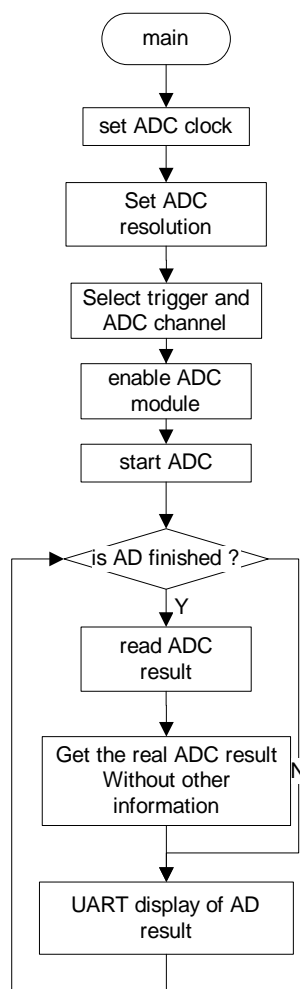 main
set ADC clock
Set ADC
resolution
Select trigger and
ADC channel
enable ADC
module
start ADC
is AD finished ?
Y
read ADC
result
Get the real ADC result
Without other
information
N
UART display of AD
result